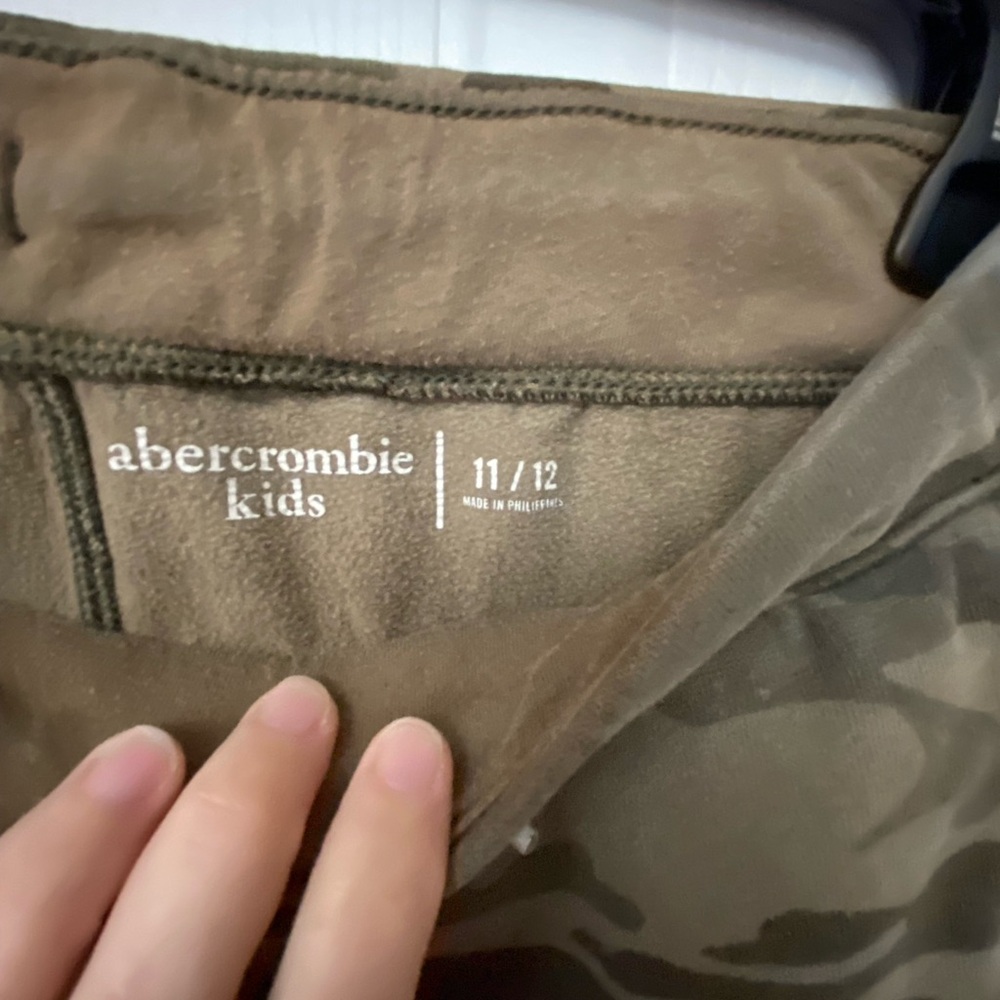 abercrombie
kids
11 / 12
MADE IN PHILIPPINES